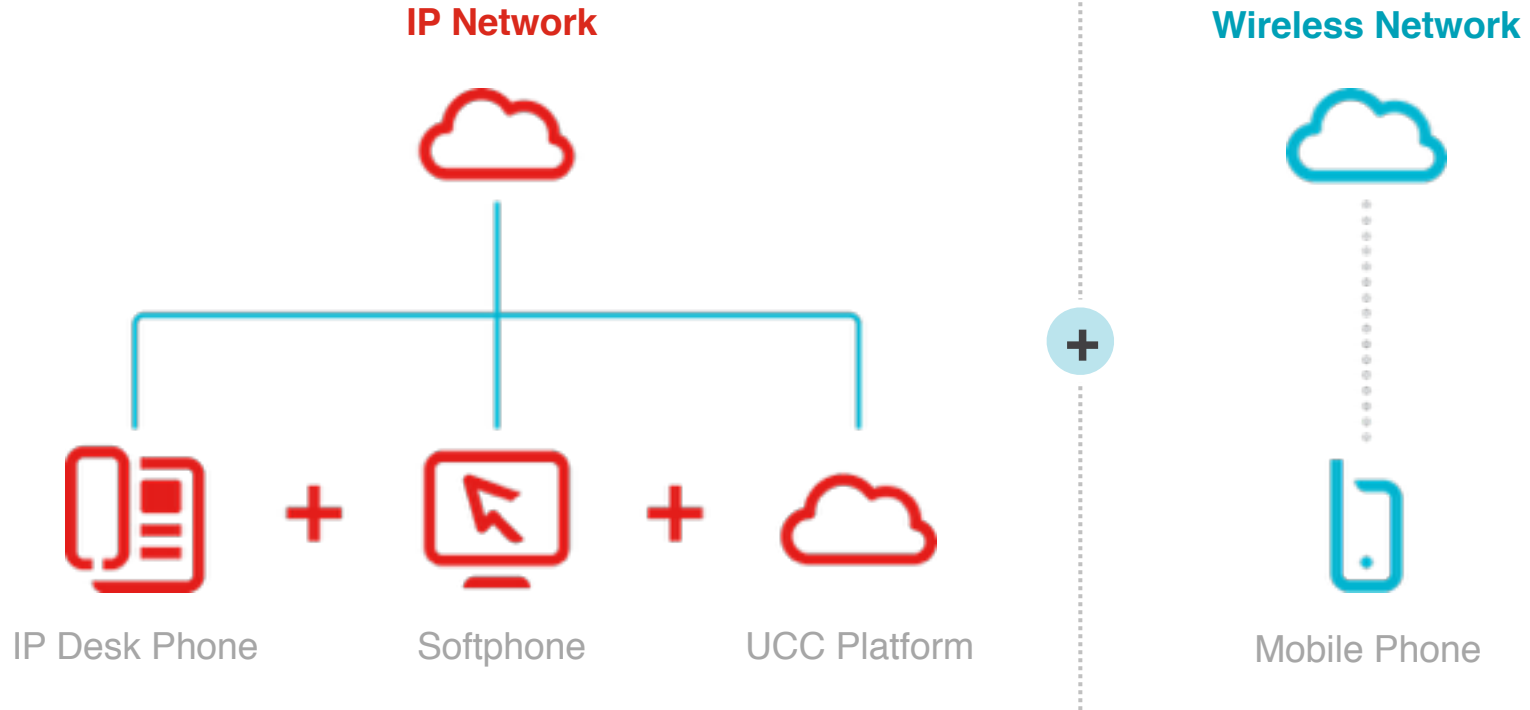 IP Network
Wireless Network
+
+
+
IP Desk Phone
Softphone
UCC Platform
Mobile Phone